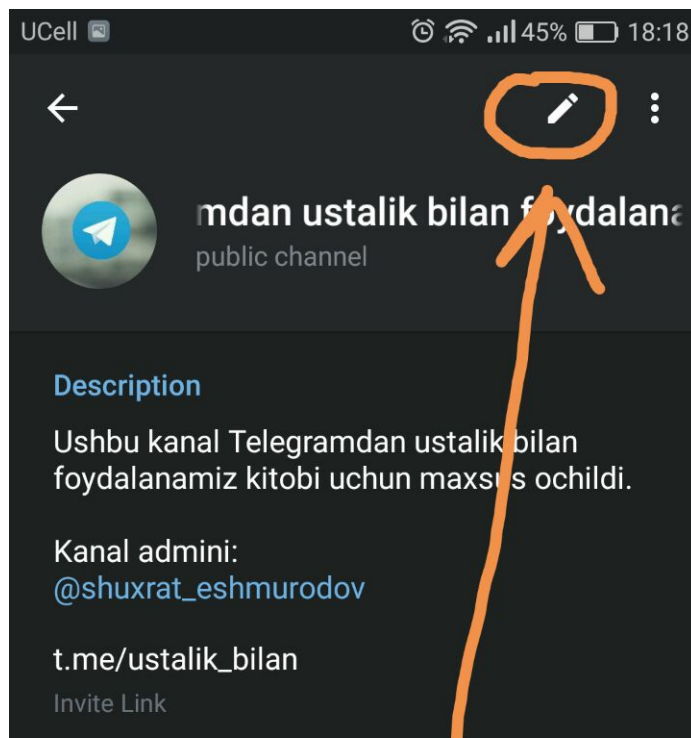 UCell 45% 18:18
mdan ustalik bilan foydalana
public channel
Description
Ushbu kanal Telegramdan ustalik bilan
foydalanamiz kitobi uchun maxsus ochildi.
Kanal admini:
@shuxrat_eshmurodov
t.me/ustalik_bilan
Invite Link